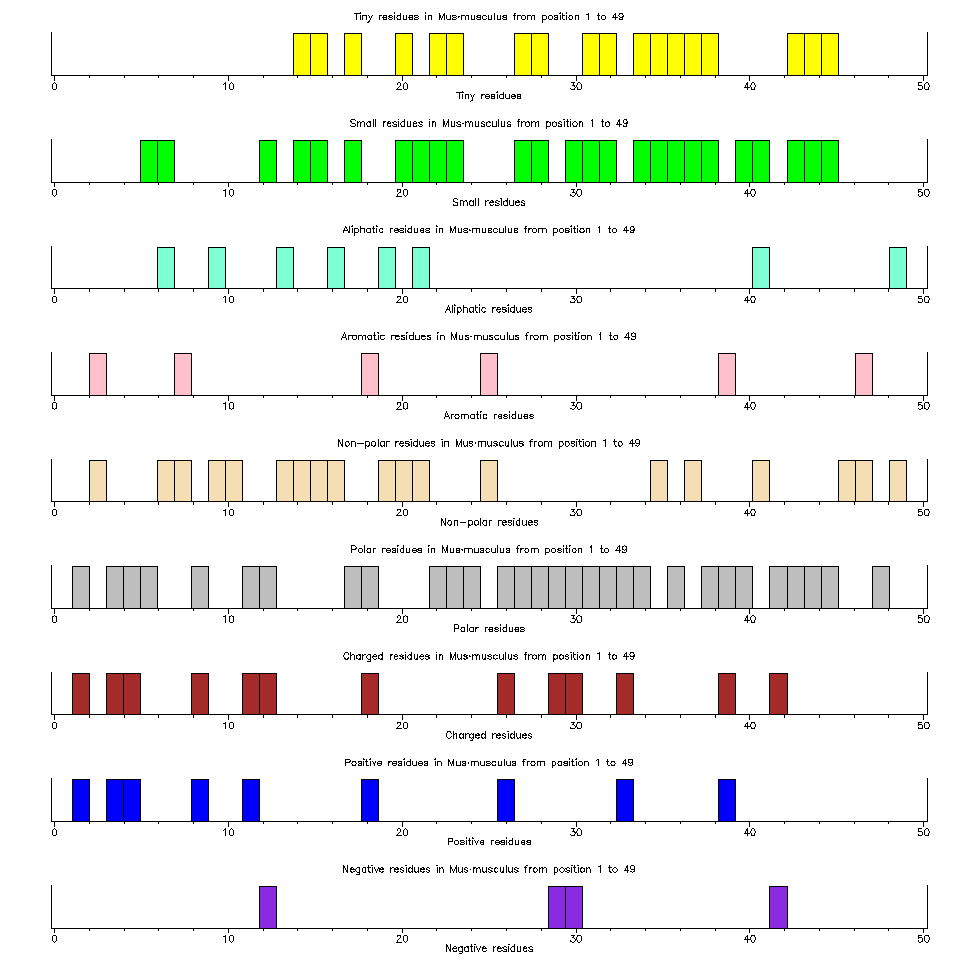 Tiny residues in Mus-musculus from position 1 to 49
0 10 20 30 40 50
Tiny residues
Small residues in Mus-musculus from position 1 to 49
0 10 20 30 40 50
Small residues
Aliphatic residues in Mus-musculus from position 1 to 49
0 10 20 30 40 50
Aliphatic residues
Aromatic residues in Mus-musculus from position 1 to 49
0 10 20 30 40 50
Aromatic residues
Non-polar residues in Mus-musculus from position 1 to 49
0 10 20 30 40 50
Non-polar residues
Polar residues in Mus-musculus from position 1 to 49
0 10 20 30 40 50
Polar residues
Charged residues in Mus-musculus from position 1 to 49
0 10 20 30 40 50
Charged residues
Positive residues in Mus-musculus from position 1 to 49
0 10 20 30 40 50
Positive residues
Negative residues in Mus-musculus from position 1 to 49
0 10 20 30 40 50
Negative residues